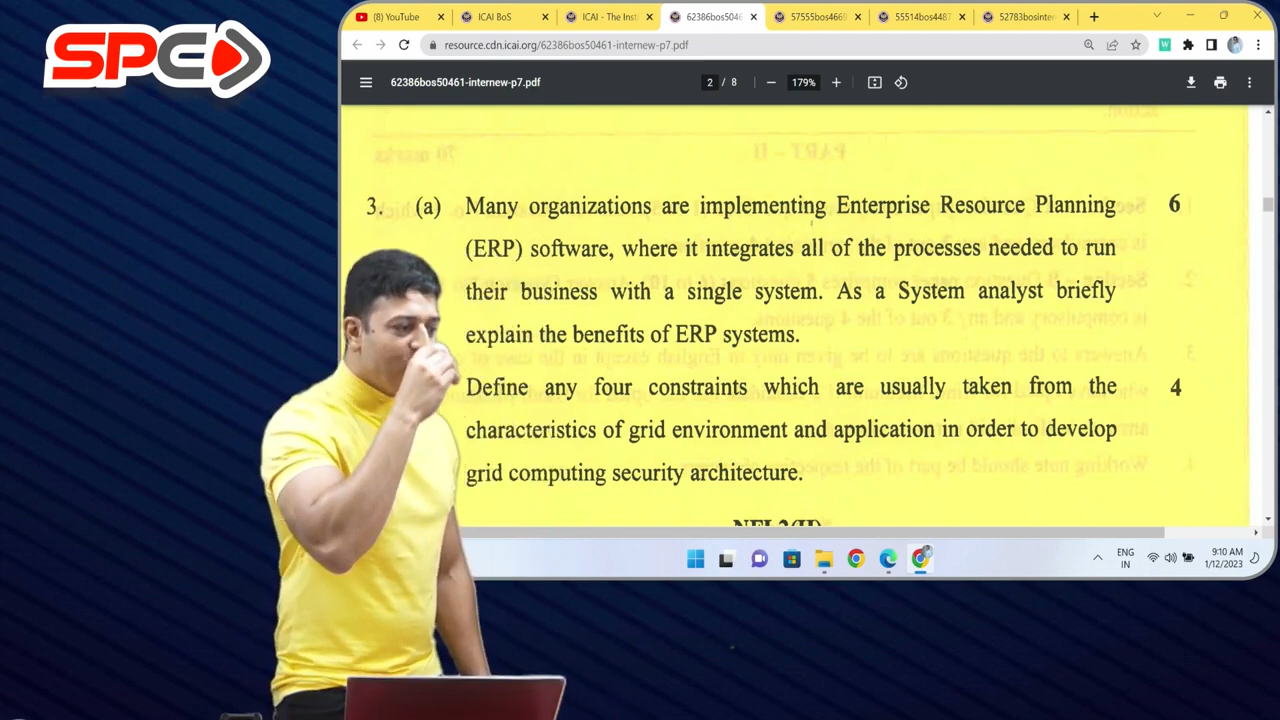 SPC
(8) YouTube
ICAI BoS
ICAI - The Inst
62386bos5046
57555bos4669
55514bos4487
52783bosinter
resource.cdn.icai.org/62386bos50461-internew-p7.pdf
62386bos50461-internew-p7.pdf
2 / 8
179%
3. (a) Many organizations are implementing Enterprise Resource Planning 6
(ERP) software, where it integrates all of the processes needed to run
their business with a single system. As a System analyst briefly
explain the benefits of ERP systems.
Define any four constraints which are usually taken from the 4
characteristics of grid environment and application in order to develop
grid computing security architecture.
ENG
IN
9:10 AM
1/12/2023